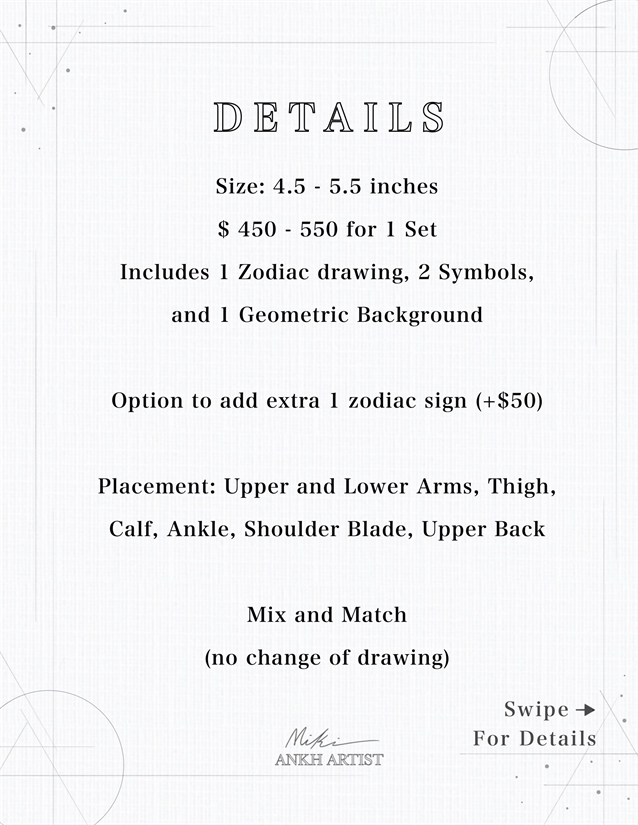 DETAILS
Size: 4.5 - 5.5 inches
$ 450 - 550 for 1 Set
Includes 1 Zodiac drawing, 2 Symbols,
and 1 Geometric Background
Option to add extra 1 zodiac sign (+$50)
Placement: Upper and Lower Arms, Thigh,
Calf, Ankle, Shoulder Blade, Upper Back
Mix and Match
(no change of drawing)
Swipe →
For Details
Miki
ANKH ARTIST